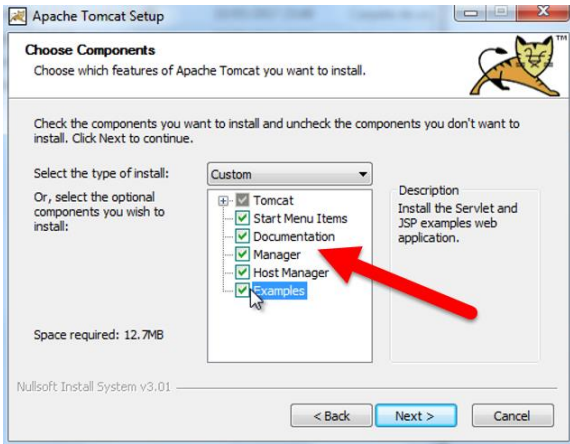 Apache Tomcat Setup
Choose Components
Choose which features of Apache Tomcat you want to install.
TM
Check the components you want to install and uncheck the components you don't want to
install. Click Next to continue.
Select the type of install:
Custom
Or, select the optional
components you wish to
install:
Tomcat
Start Menu Items
Documentation
Manager
Host Manager
Examples
Description
Install the Servlet and
JSP examples web
application.
Space required: 12.7MB
Nullsoft Install System v3.01
< Back
Next >
Cancel